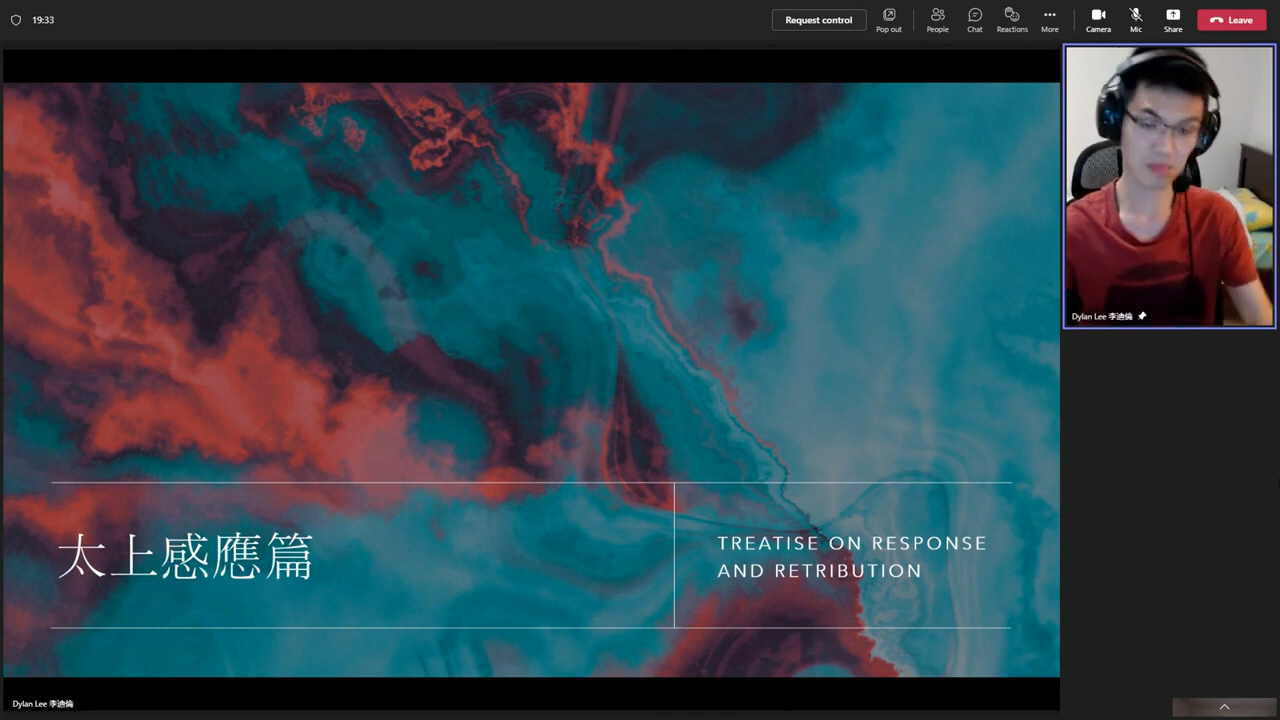 19:33
Request control
Pop out
People
Chat
Reactions
More
Camera
Mic
Share
Leave
Dylan Lee 李迪倫
太上感應篇
TREATISE ON RESPONSE
AND RETRIBUTION
Dylan Lee 李迪倫